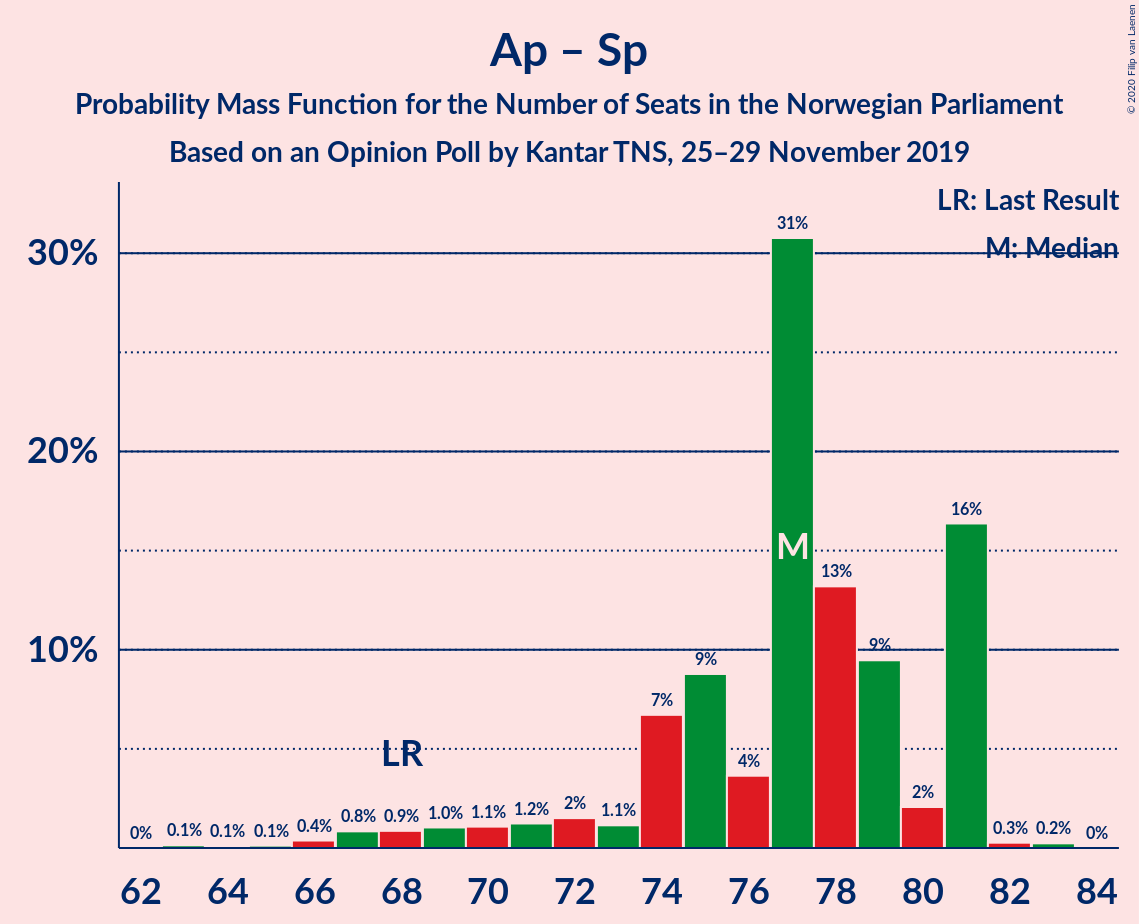 Ap – Sp
Probability Mass Function for the Number of Seats in the Norwegian Parliament
Based on an Opinion Poll by Kantar TNS, 25–29 November 2019
© 2020 Filip van Laenen
LR: Last Result
M: Median
30%
20%
10%
0%
0.1%
0.1%
0.1%
0.4%
0.8%
0.9%
1.0%
1.1%
1.2%
2%
1.1%
7%
9%
4%
31%
13%
9%
2%
16%
0.3%
0.2%
0%
LR
M
62 64 66 68 70 72 74 76 78 80 82 84